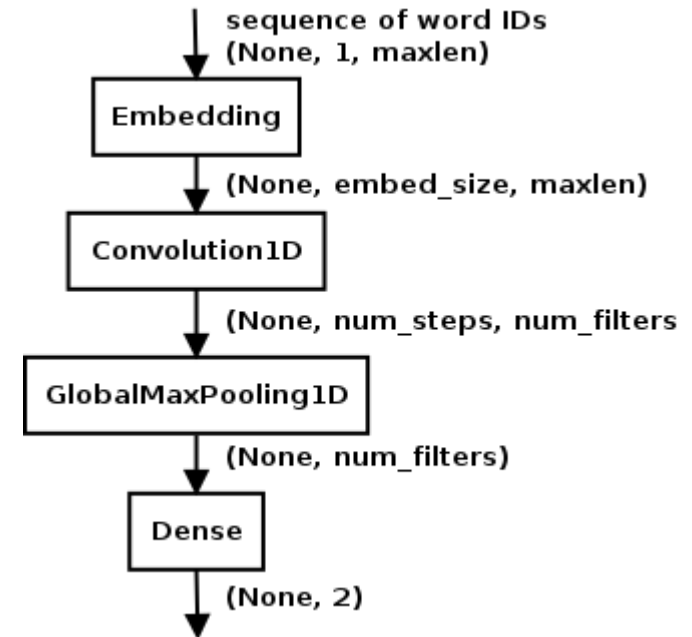 sequence of word IDs
(None, 1, maxlen)
Embedding
(None, embed_size, maxlen)
Convolution1D
(None, num_steps, num_filters
GlobalMaxPooling1D
(None, num_filters)
Dense
(None, 2)